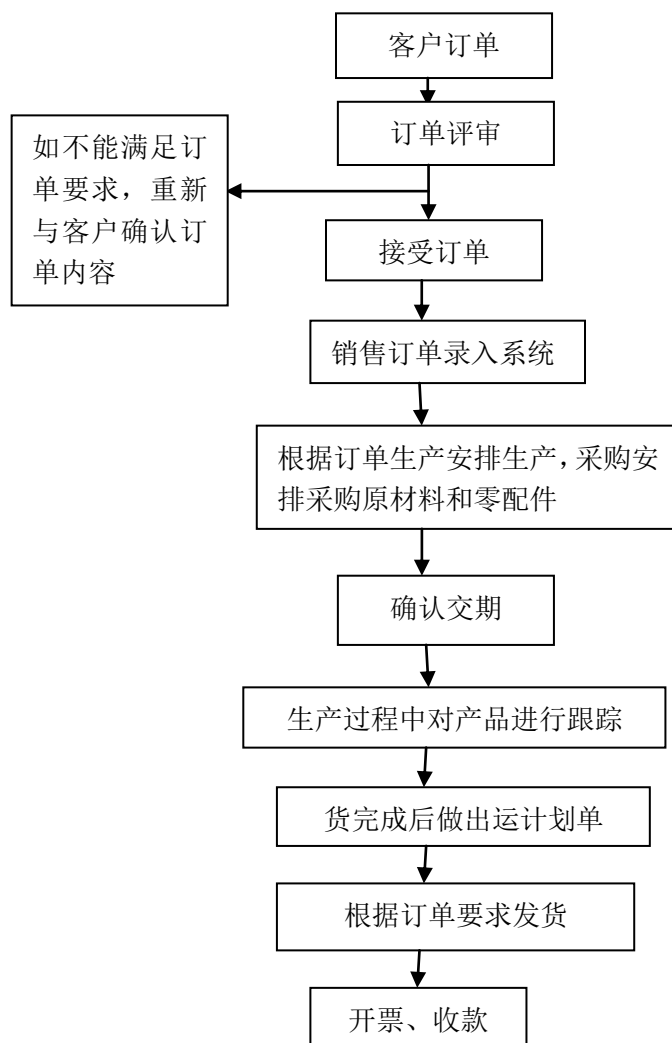 客户订单
订单评审
如不能满足订
单要求，重新
与客户确认订
单内容
接受订单
销售订单录入系统
根据订单生产安排生产，采购安
排采购原材料和零配件
确认交期
生产过程中对产品进行跟踪
货完成后做出运计划单
根据订单要求发货
开票、收款